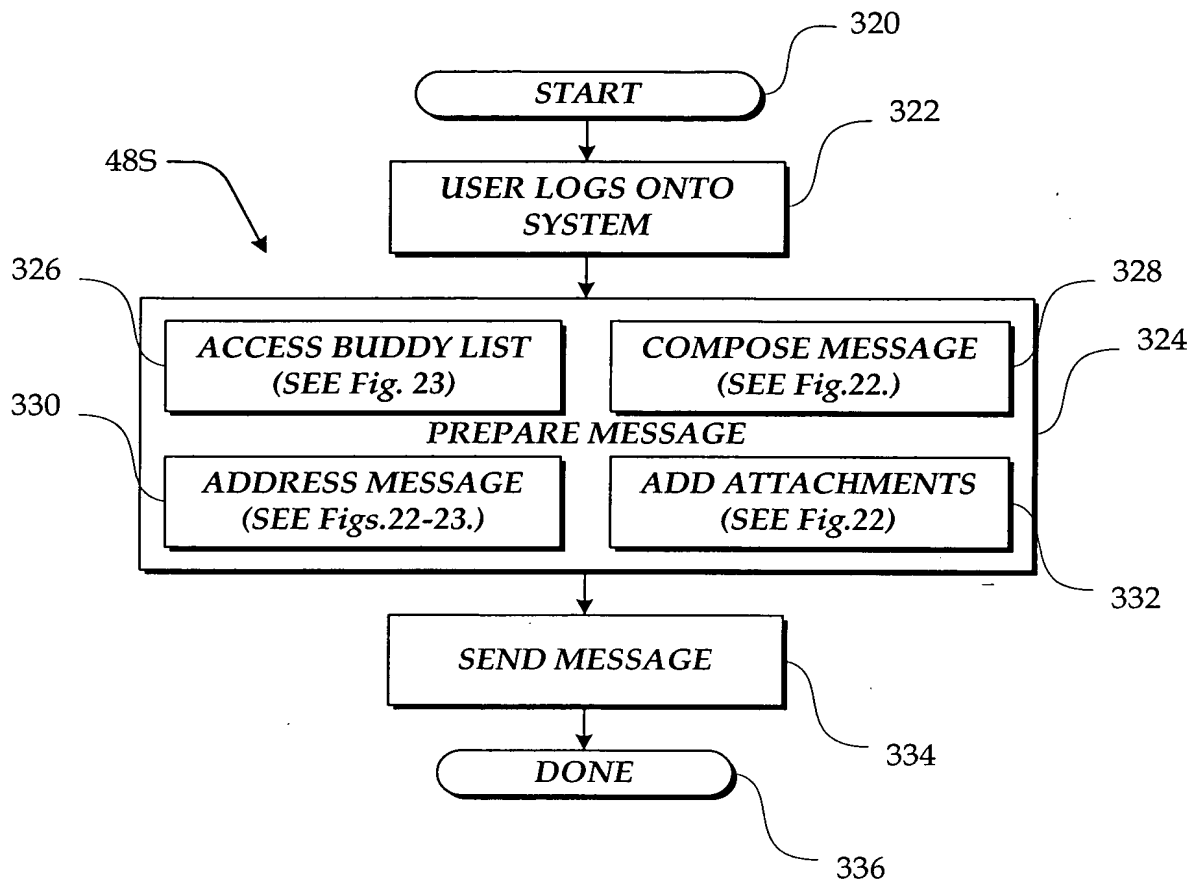 320
START
322
48S
USER LOGS ONTO
SYSTEM
326
328
ACCESS BUDDY LIST
(SEE Fig. 23)
COMPOSE MESSAGE
(SEE Fig.22.)
324
330
PREPARE MESSAGE
ADDRESS MESSAGE
(SEE Figs.22-23.)
ADD ATTACHMENTS
(SEE Fig.22)
332
SEND MESSAGE
334
DONE
336